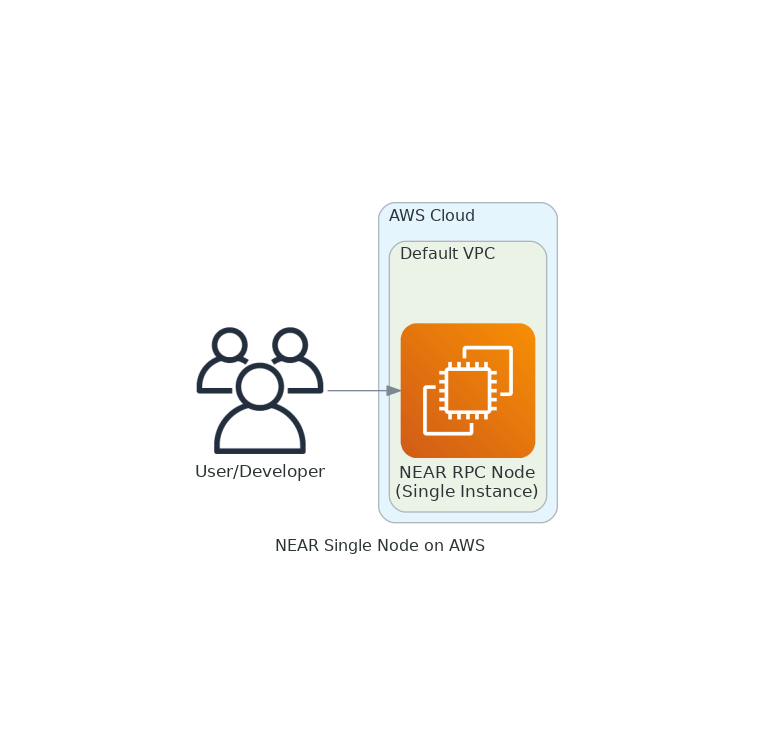 AWS Cloud
Default VPC
User/Developer
NEAR RPC Node
(Single Instance)
NEAR Single Node on AWS